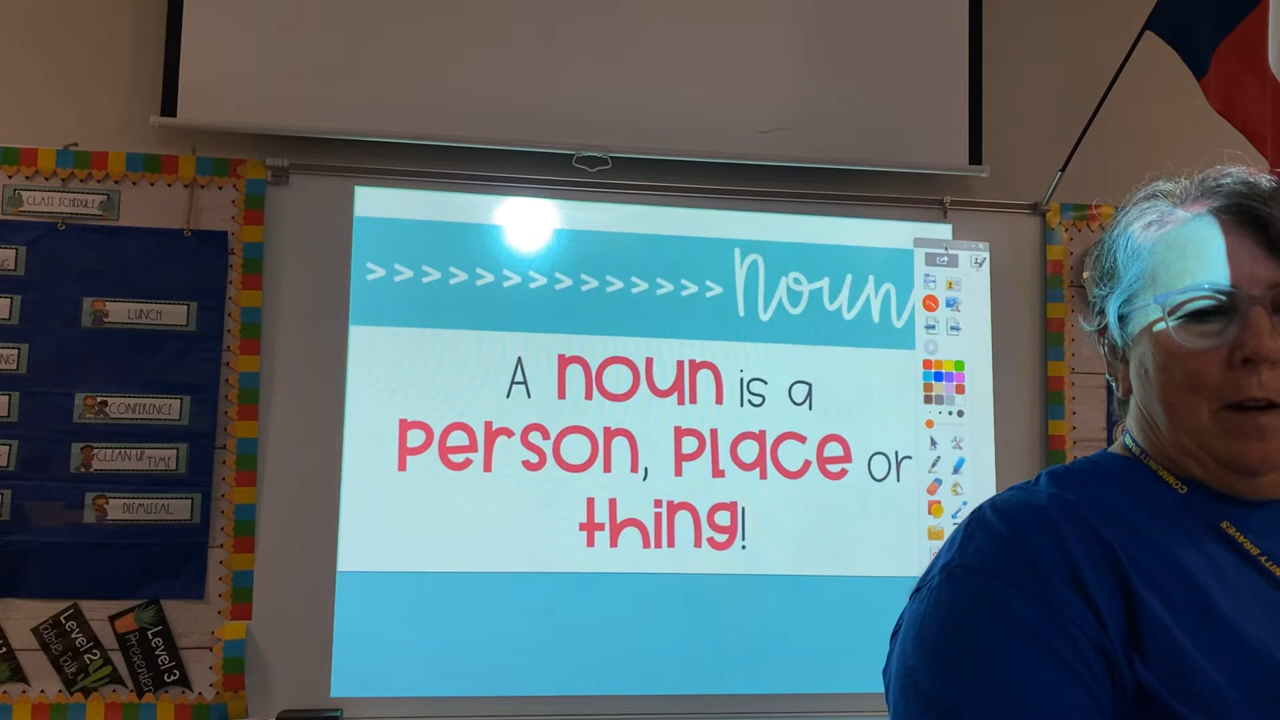 CLASS SCHEDULE
LUNCH
CONFERENCE
CLEAN UP TIME
DISMISSAL
Level 2
Table Talk
Level 3
Presenter
>>>>>>>>>>>>> noun
A noun is a
person, place or
thing!
COMMUNITY BRAVES